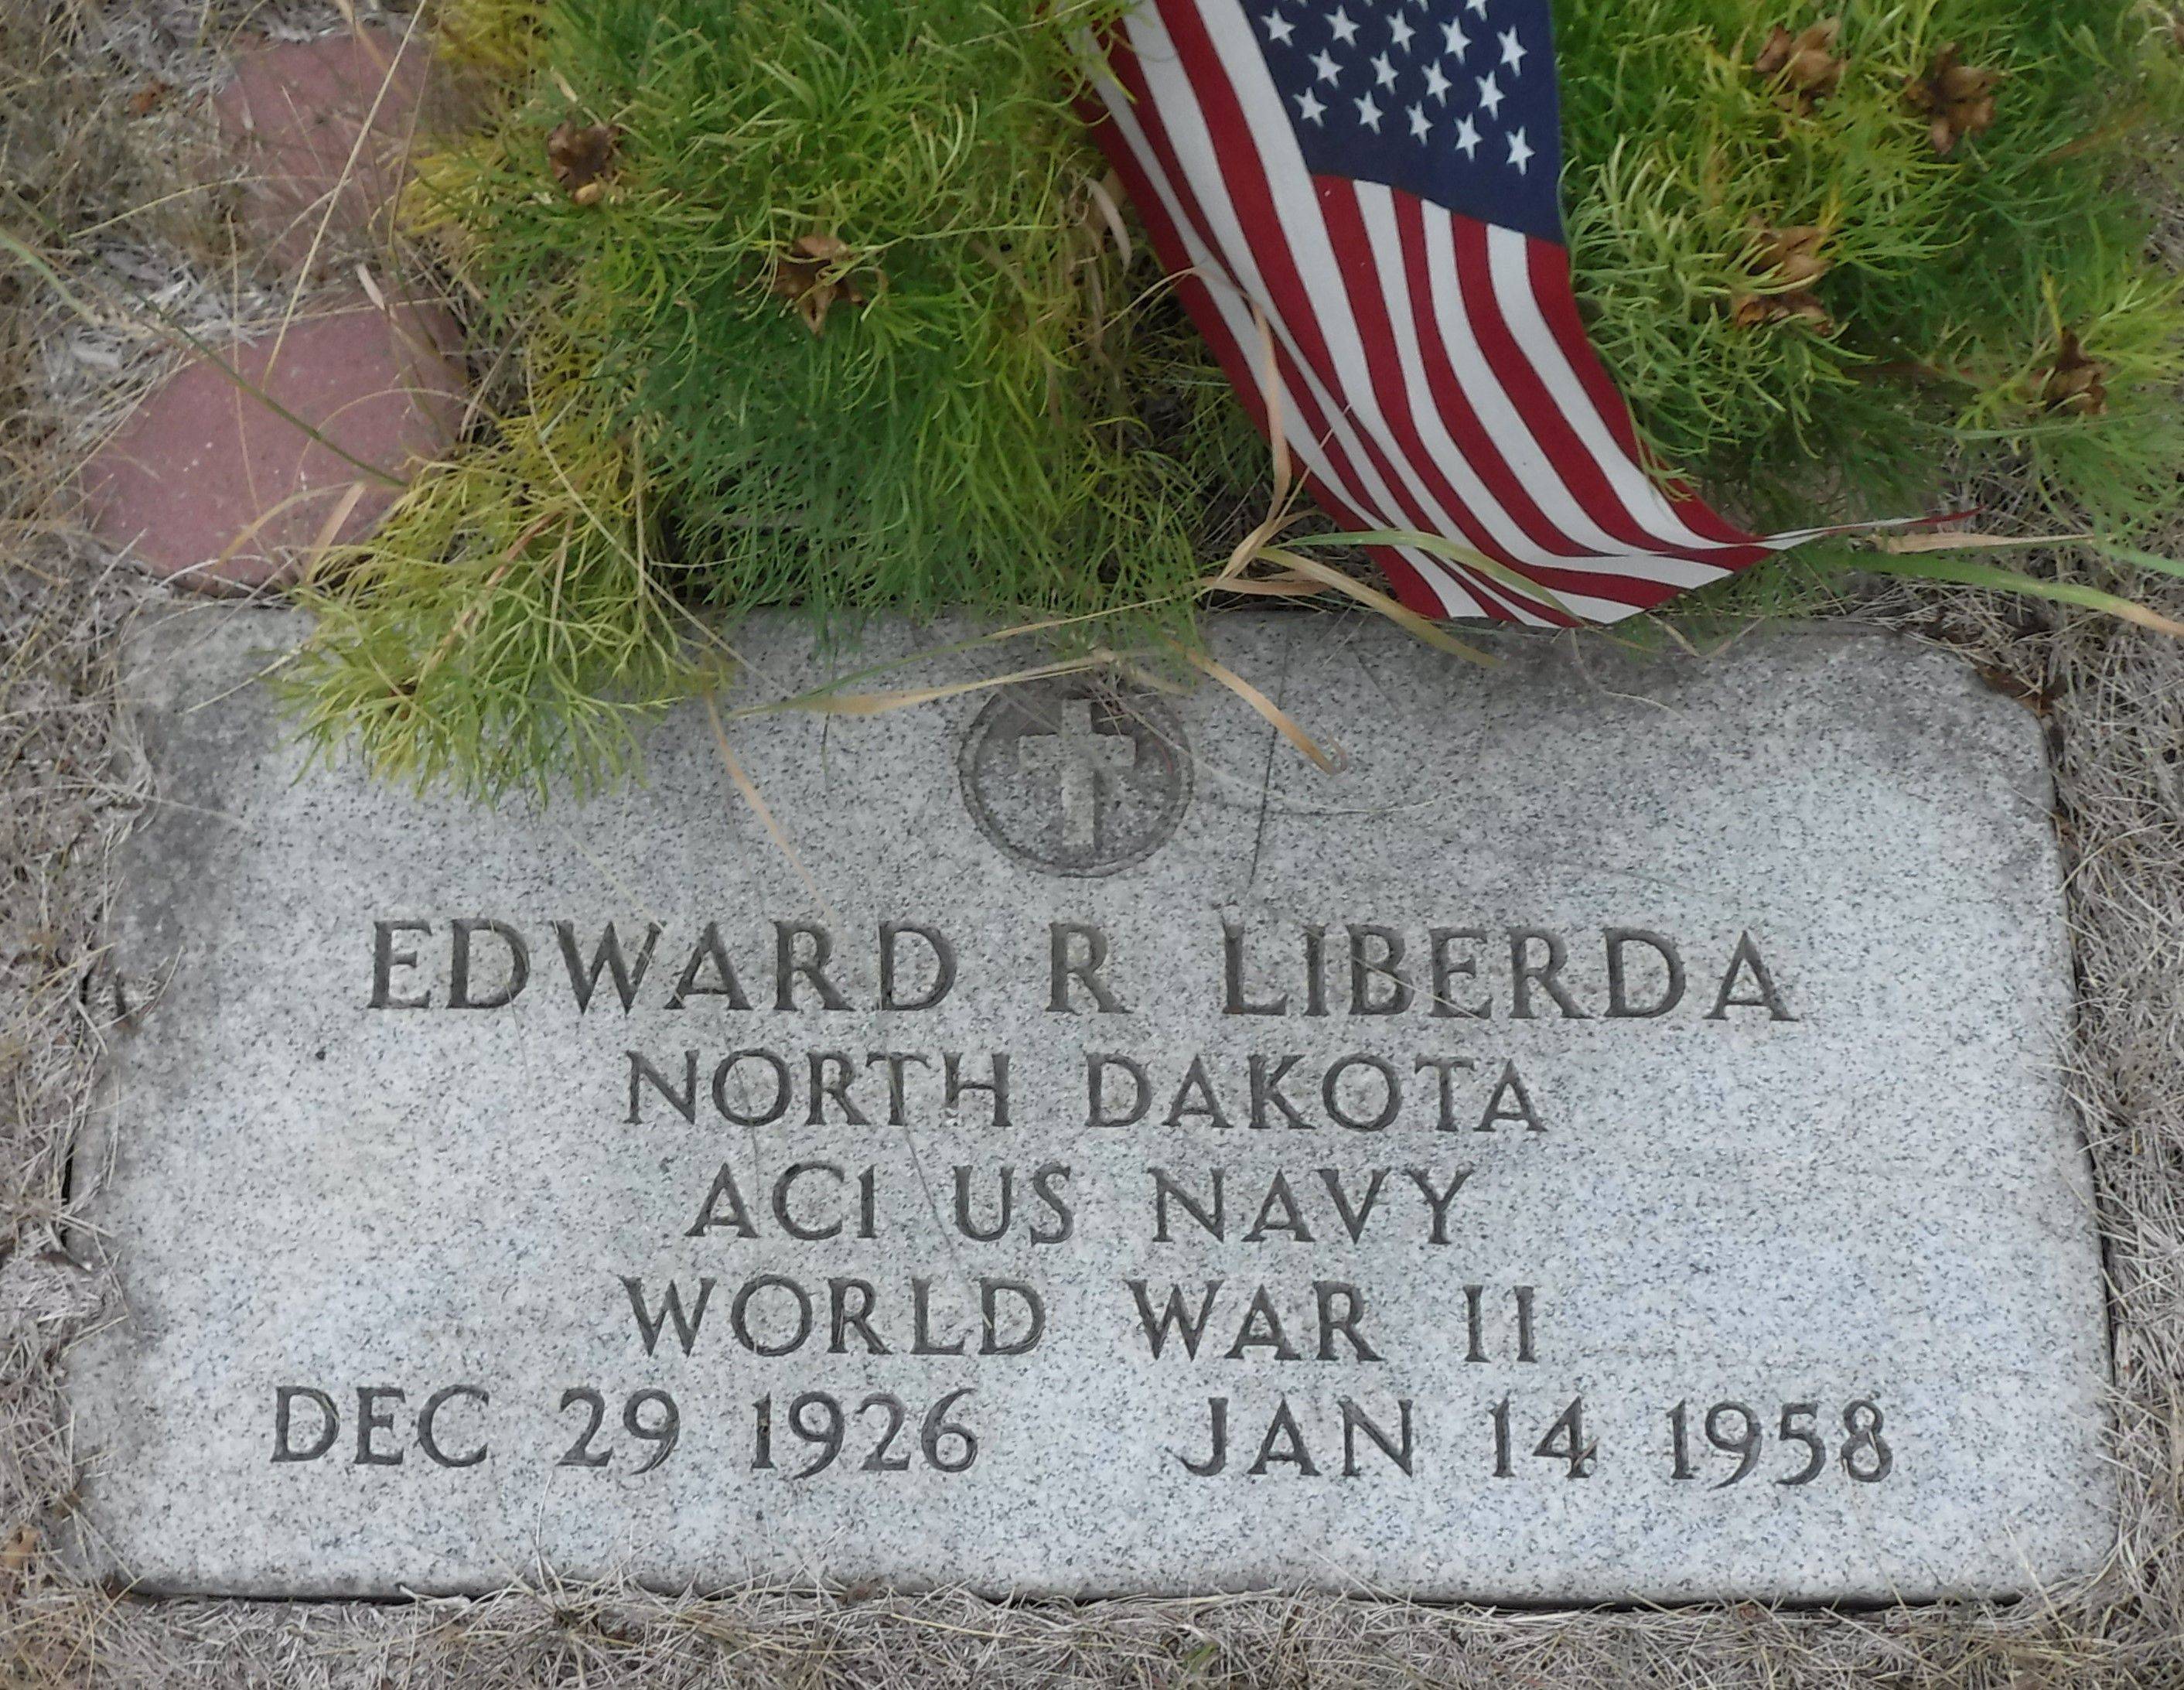 EDWARD R LIBERDA
NORTH DAKOTA
AC1 US NAVY
WORLD WAR II
DEC 29 1926 JAN 14 1958